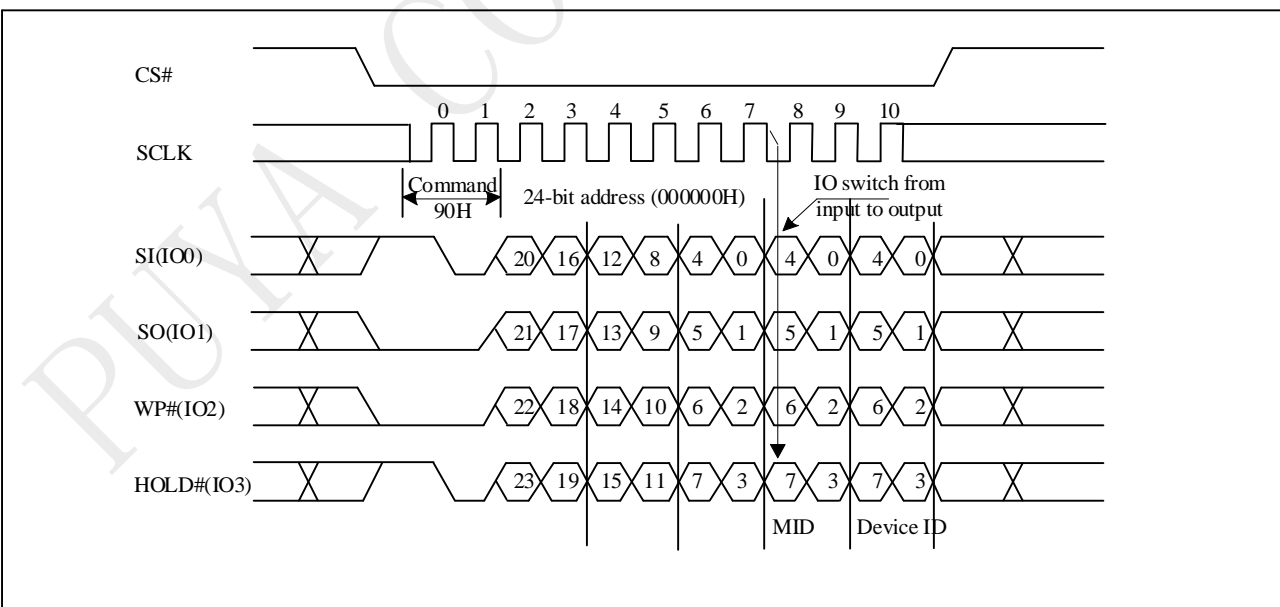 CS#
0 1 2 3 4 5 6 7 8 9 10
SCLK
Command
90H
24-bit address (000000H)
IO switch from
input to output
SI(IO0)
20 16 12 8 4 0 4 0 4 0
SO(IO1)
21 17 13 9 5 1 5 1 5 1
WP#(IO2)
22 18 14 10 6 2 6 2 6 2
HOLD#(IO3)
23 19 15 11 7 3 7 3 7 3
MID Device ID
PUYA